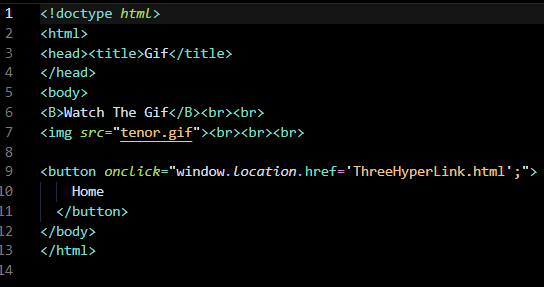 1 <!doctype html>
2 <html>
3 <head><title>Gif</title>
4 </head>
5 <body>
6 <B>Watch The Gif</B><br><br>
7 <img src="tenor.gif"><br><br><br>
8
9 <button onclick="window.location.href='ThreeHyperLink.html';">
10     Home
11   </button>
12 </body>
13 </html>
14